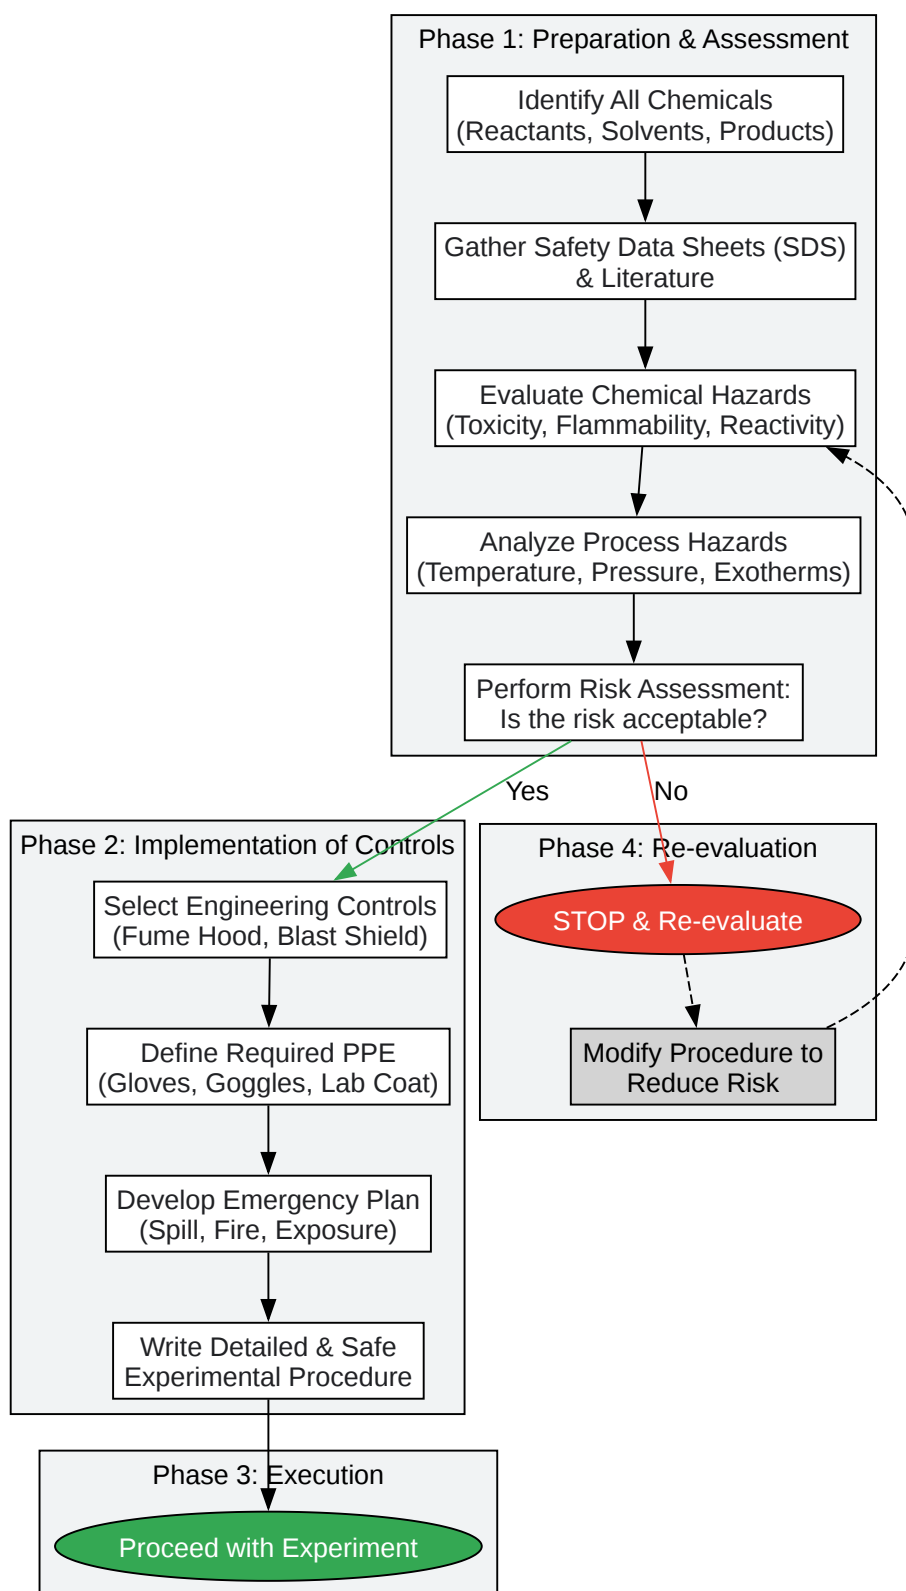 Phase 1: Preparation & Assessment
Identify All Chemicals
(Reactants, Solvents, Products)
Gather Safety Data Sheets (SDS)
& Literature
Evaluate Chemical Hazards
(Toxicity, Flammability, Reactivity)
Analyze Process Hazards
(Temperature, Pressure, Exotherms)
Perform Risk Assessment:
Is the risk acceptable?
Yes
No
Phase 2: Implementation of Controls
Select Engineering Controls
(Fume Hood, Blast Shield)
Define Required PPE
(Gloves, Goggles, Lab Coat)
Develop Emergency Plan
(Spill, Fire, Exposure)
Write Detailed & Safe
Experimental Procedure
Phase 4: Re-evaluation
STOP & Re-evaluate
Modify Procedure to
Reduce Risk
Phase 3: Execution
Proceed with Experiment